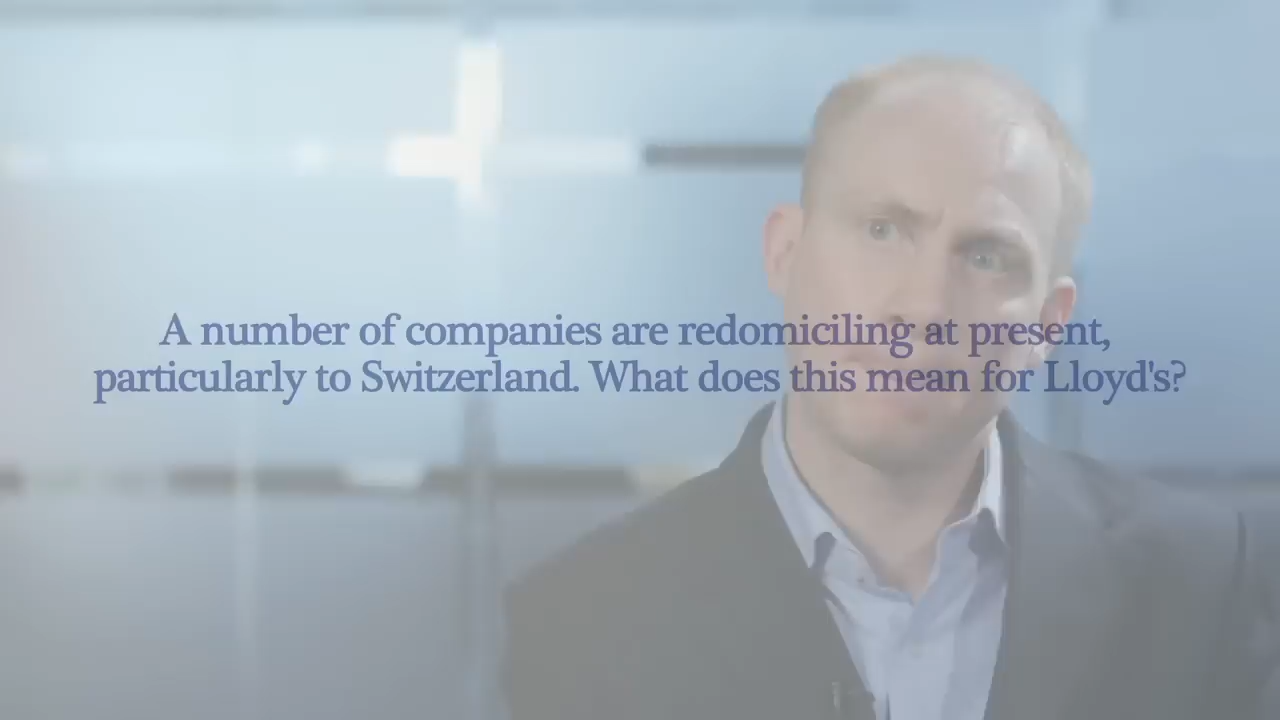 A number of companies are redomiciling at present,
particularly to Switzerland. What does this mean for Lloyd's?